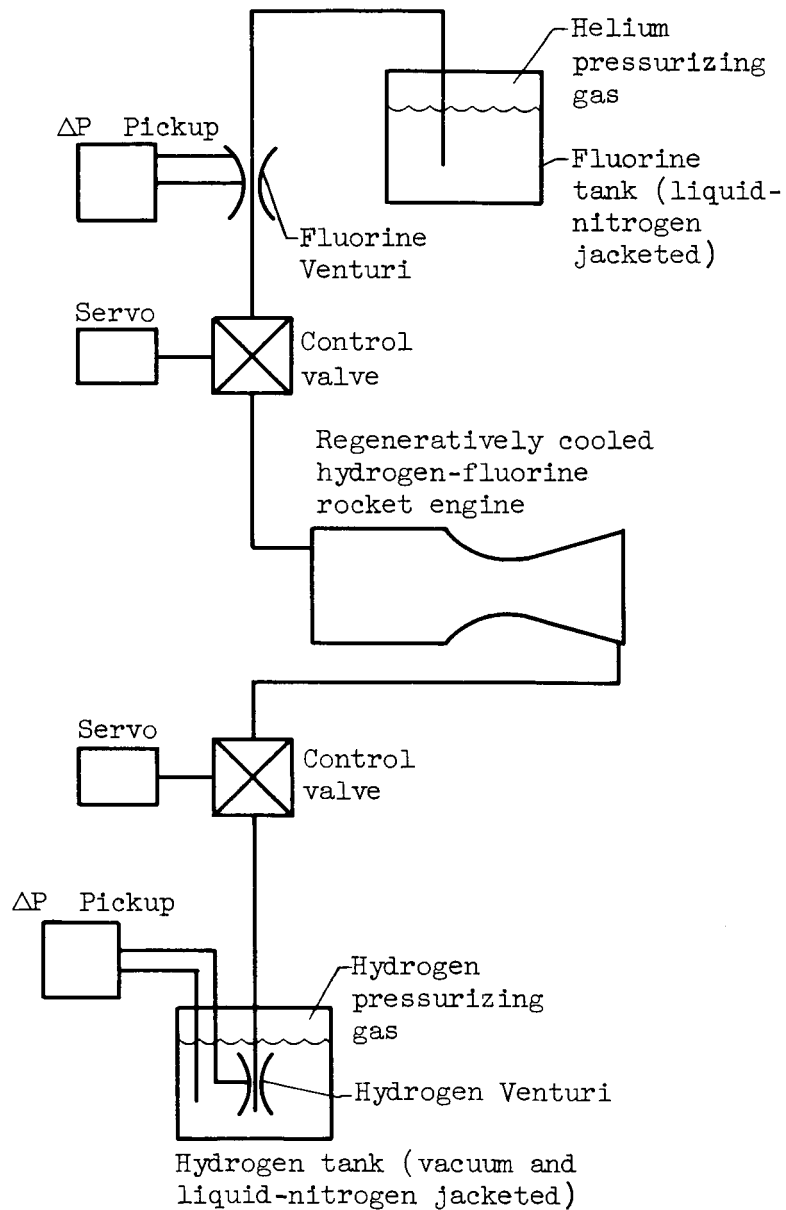 Helium
pressurizing
gas
ΔP Pickup
Fluorine
tank (liquid-
nitrogen
jacketed)
Fluorine
Venturi
Servo
Control
valve
Regeneratively cooled
hydrogen-fluorine
rocket engine
Servo
Control
valve
ΔP Pickup
Hydrogen
pressurizing
gas
Hydrogen Venturi
Hydrogen tank (vacuum and
liquid-nitrogen jacketed)